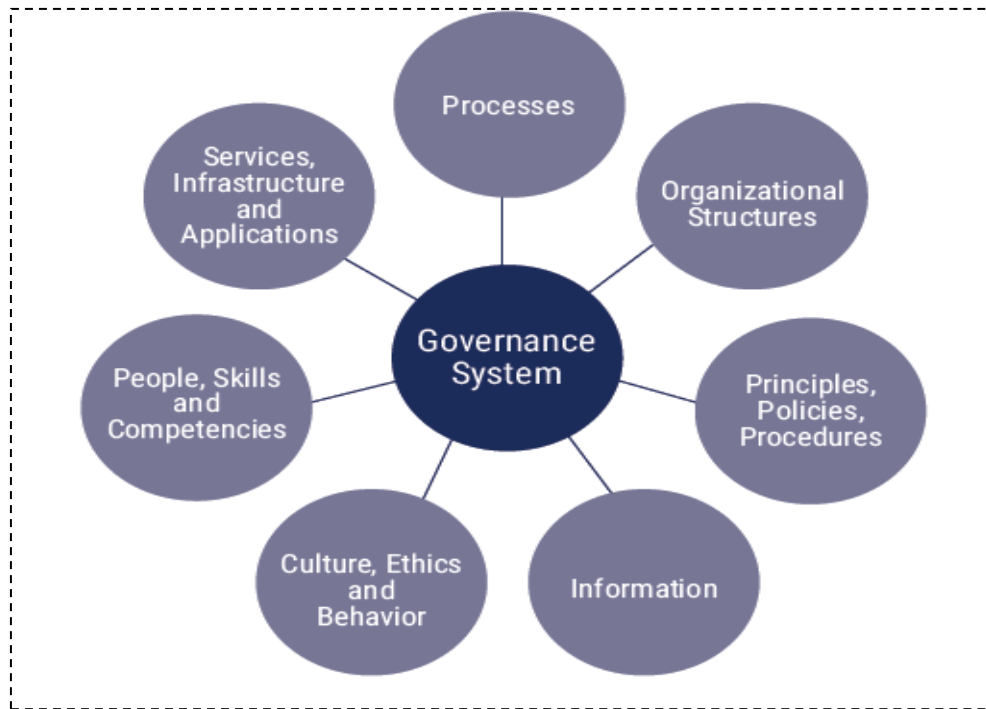 Processes
Services,
Infrastructure
and
Applications
Organizational
Structures
Governance
System
People, Skills
and
Competencies
Principles,
Policies,
Procedures
Culture, Ethics
and
Behavior
Information